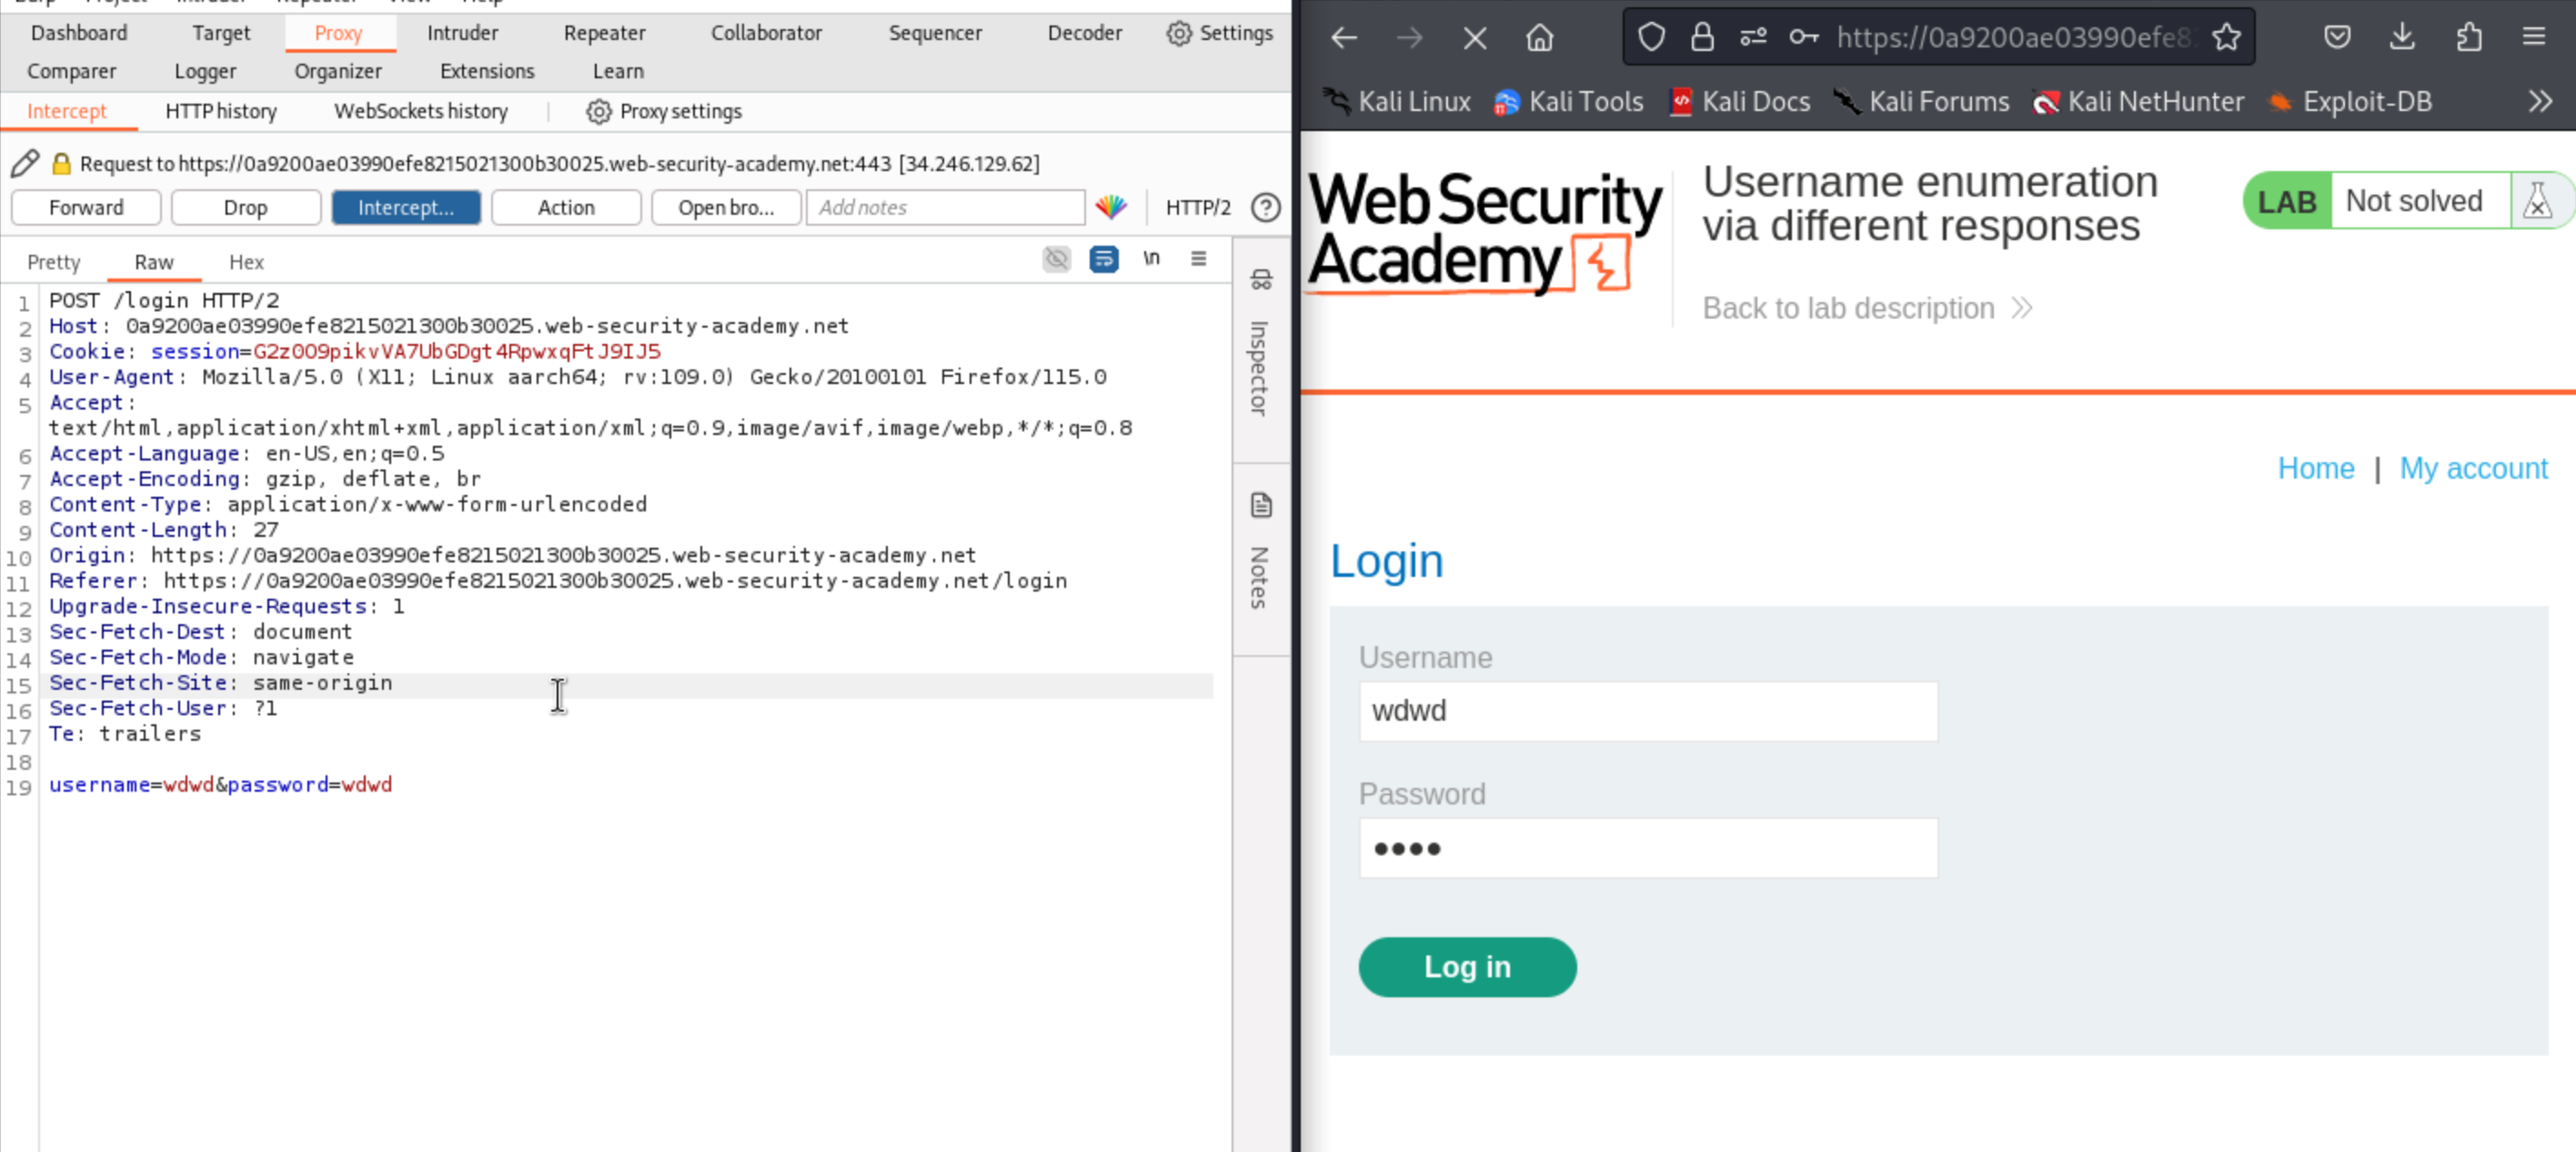 Burp Project Intruder Repeater View Help
Dashboard Target Proxy Intruder Repeater Collaborator Sequencer Decoder Settings
Comparer Logger Organizer Extensions Learn
Intercept HTTP history WebSockets history Proxy settings
Request to https://0a9200ae03990efe8215021300b30025.web-security-academy.net:443 [34.246.129.62]
Forward Drop Intercept... Action Open bro... Add notes HTTP/2 ?
Pretty Raw Hex \n
1 POST /login HTTP/2
2 Host: 0a9200ae03990efe8215021300b30025.web-security-academy.net
3 Cookie: session=G2z0O9pikvVA7UbGDgt4RpwxqFtJ9IJ5
4 User-Agent: Mozilla/5.0 (X11; Linux aarch64; rv:109.0) Gecko/20100101 Firefox/115.0
5 Accept:
text/html,application/xhtml+xml,application/xml;q=0.9,image/avif,image/webp,*/*;q=0.8
6 Accept-Language: en-US,en;q=0.5
7 Accept-Encoding: gzip, deflate, br
8 Content-Type: application/x-www-form-urlencoded
9 Content-Length: 27
10 Origin: https://0a9200ae03990efe8215021300b30025.web-security-academy.net
11 Referer: https://0a9200ae03990efe8215021300b30025.web-security-academy.net/login
12 Upgrade-Insecure-Requests: 1
13 Sec-Fetch-Dest: document
14 Sec-Fetch-Mode: navigate
15 Sec-Fetch-Site: same-origin
16 Sec-Fetch-User: ?1
17 Te: trailers
18
19 username=wdwd&password=wdwd
Inspector
Notes
https://0a9200ae03990efe8
Kali Linux Kali Tools Kali Docs Kali Forums Kali NetHunter Exploit-DB
Web Security
Academy
Username enumeration
via different responses
LAB Not solved
Back to lab description
Home | My account
Login
Username
wdwd
Password
••••
Log in